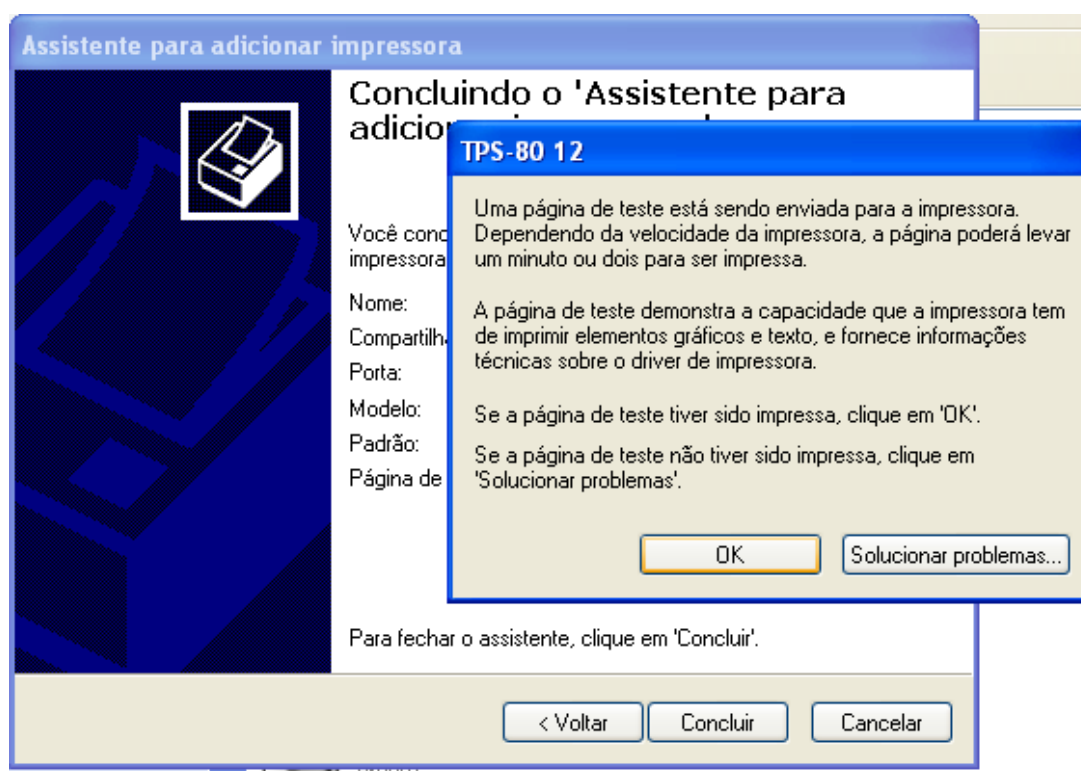 Assistente para adicionar impressora
Concluindo o 'Assistente para
TPS-80 12
Uma página de teste está sendo enviada para a impressora.
Dependendo da velocidade da impressora, a página poderá levar
um minuto ou dois para ser impressa.
A página de teste demonstra a capacidade que a impressora tem
de imprimir elementos gráficos e texto, e fornece informações
técnicas sobre o driver de impressora.
Se a página de teste tiver sido impressa, clique em 'OK'.
Se a página de teste não tiver sido impressa, clique em
'Solucionar problemas'.
OK
Solucionar problemas...
Você
impressora
Nome:
Porta:
Modelo:
Padrão:
Página de
Para fechar o assistente, clique em 'Concluir'.
< Voltar
Concluir
Cancelar